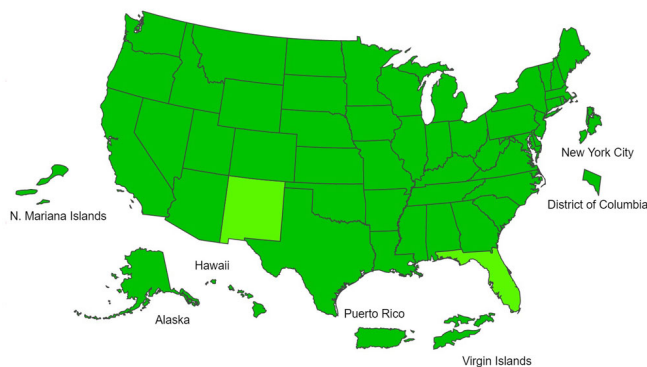 New York City
District of Columbia
N. Mariana Islands
Hawaii
Alaska
Puerto Rico
Virgin Islands